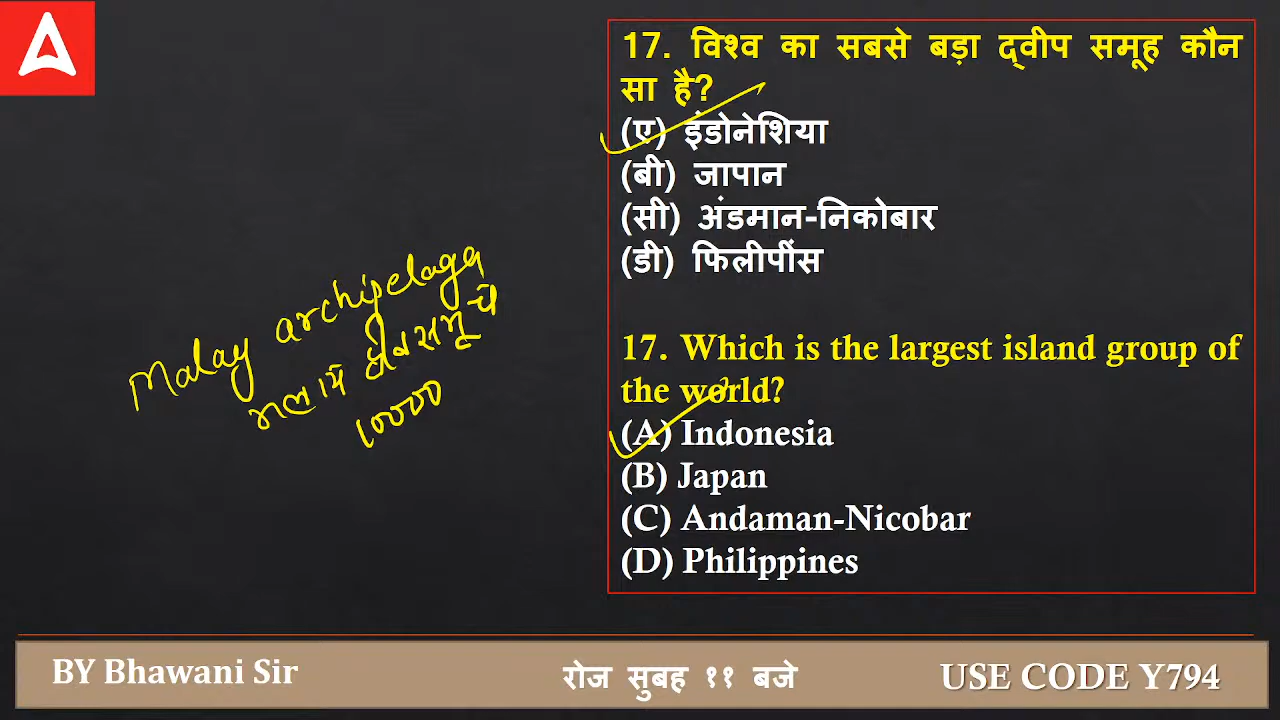 A
17. विश्व का सबसे बड़ा द्वीप समूह कौन
सा है?
(ए) इंडोनेशिया
(बी) जापान
(सी) अंडमान-निकोबार
(डी) फिलीपींस
Malay archipelago
10000
17. Which is the largest island group of
the world?
(A) Indonesia
(B) Japan
(C) Andaman-Nicobar
(D) Philippines
BY Bhawani Sir
रोज सुबह ११ बजे
USE CODE Y794